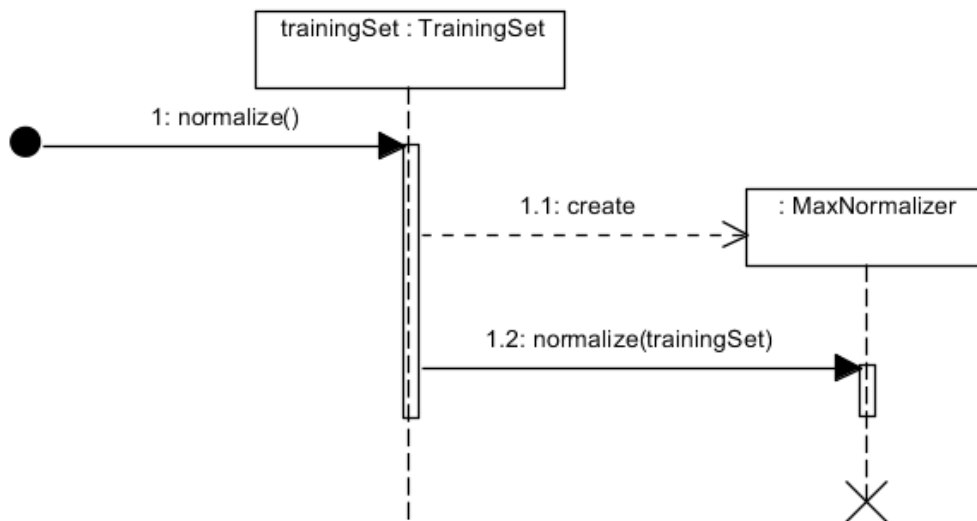 trainingSet : TrainingSet
1: normalize()
1.1: create
: MaxNormalizer
1.2: normalize(trainingSet)